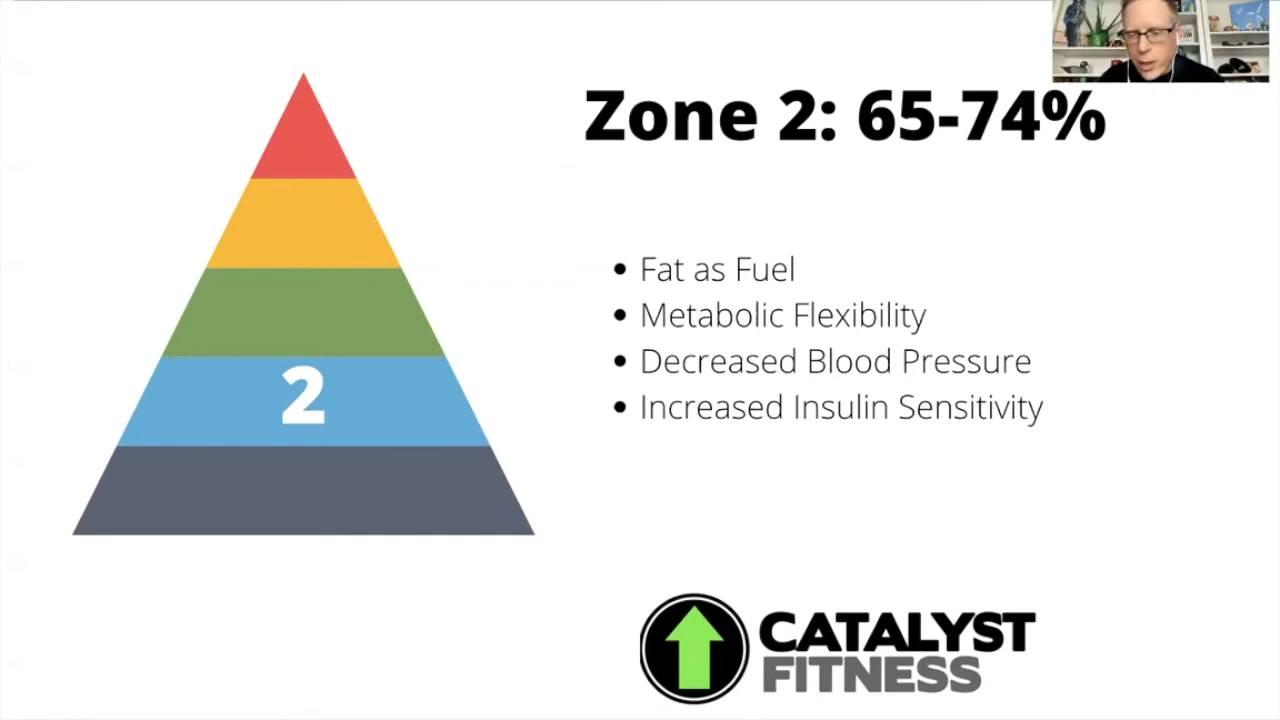 Zone 2: 65-74%
2
• Fat as Fuel
• Metabolic Flexibility
• Decreased Blood Pressure
• Increased Insulin Sensitivity
CATALYST
FITNESS